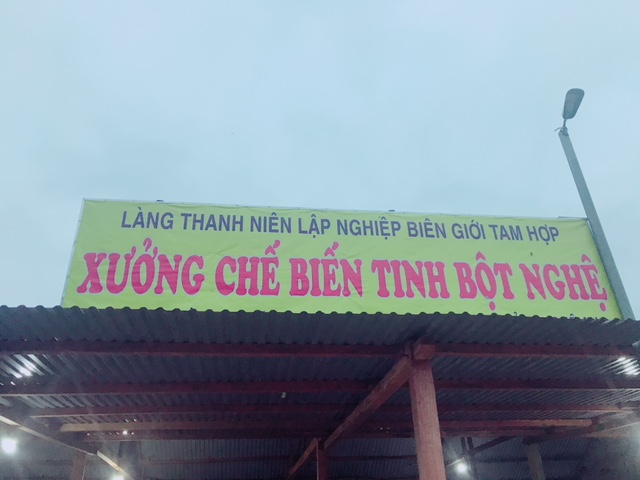 LÀNG THANH NIÊN LẬP NGHIỆP BIÊN GIỚI TAM HỢP
XƯỞNG CHẾ BIẾN TINH BỘT NGHỆ